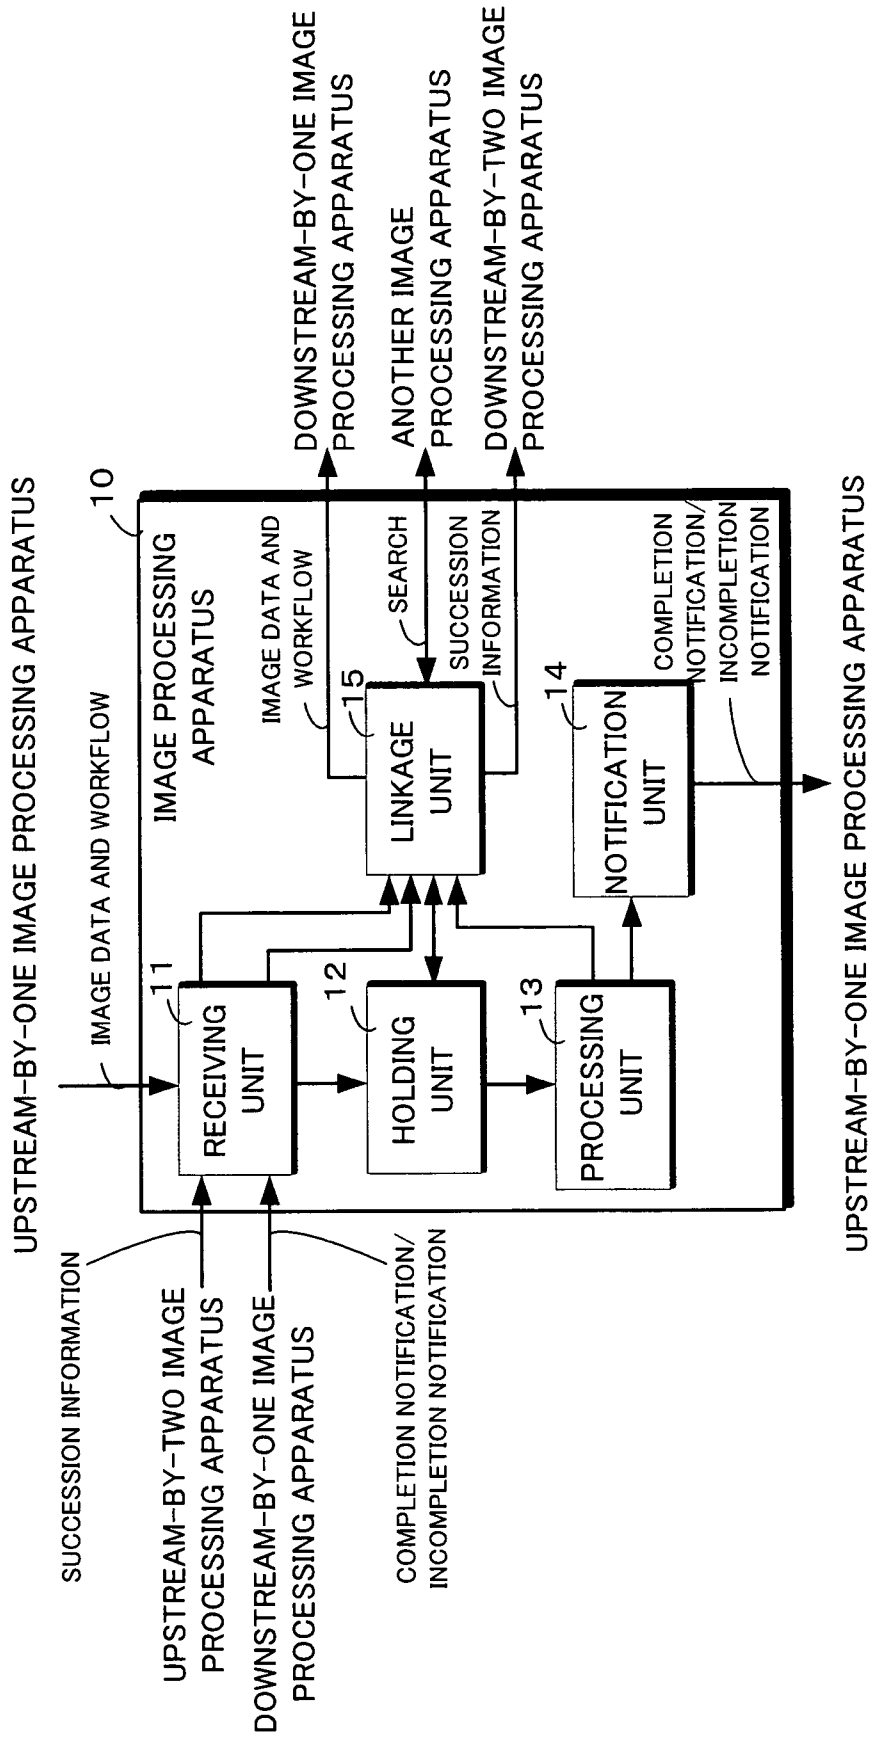 UPSTREAM-BY-ONE IMAGE PROCESSING APPARATUS
IMAGE DATA AND WORKFLOW
10
IMAGE PROCESSING
APPARATUS
SUCCESSION INFORMATION
UPSTREAM-BY-TWO IMAGE
PROCESSING APPARATUS
DOWNSTREAM-BY-ONE IMAGE
PROCESSING APPARATUS
COMPLETION NOTIFICATION/
INCOMPLETION NOTIFICATION
11
RECEIVING
UNIT
12
HOLDING
UNIT
13
PROCESSING
UNIT
15
LINKAGE
UNIT
14
NOTIFICATION
UNIT
IMAGE DATA AND
WORKFLOW
SEARCH
SUCCESSION
INFORMATION
COMPLETION
NOTIFICATION/
INCOMPLETION
NOTIFICATION
DOWNSTREAM-BY-ONE IMAGE
PROCESSING APPARATUS
ANOTHER IMAGE
PROCESSING APPARATUS
DOWNSTREAM-BY-TWO IMAGE
PROCESSING APPARATUS
UPSTREAM-BY-ONE IMAGE PROCESSING APPARATUS